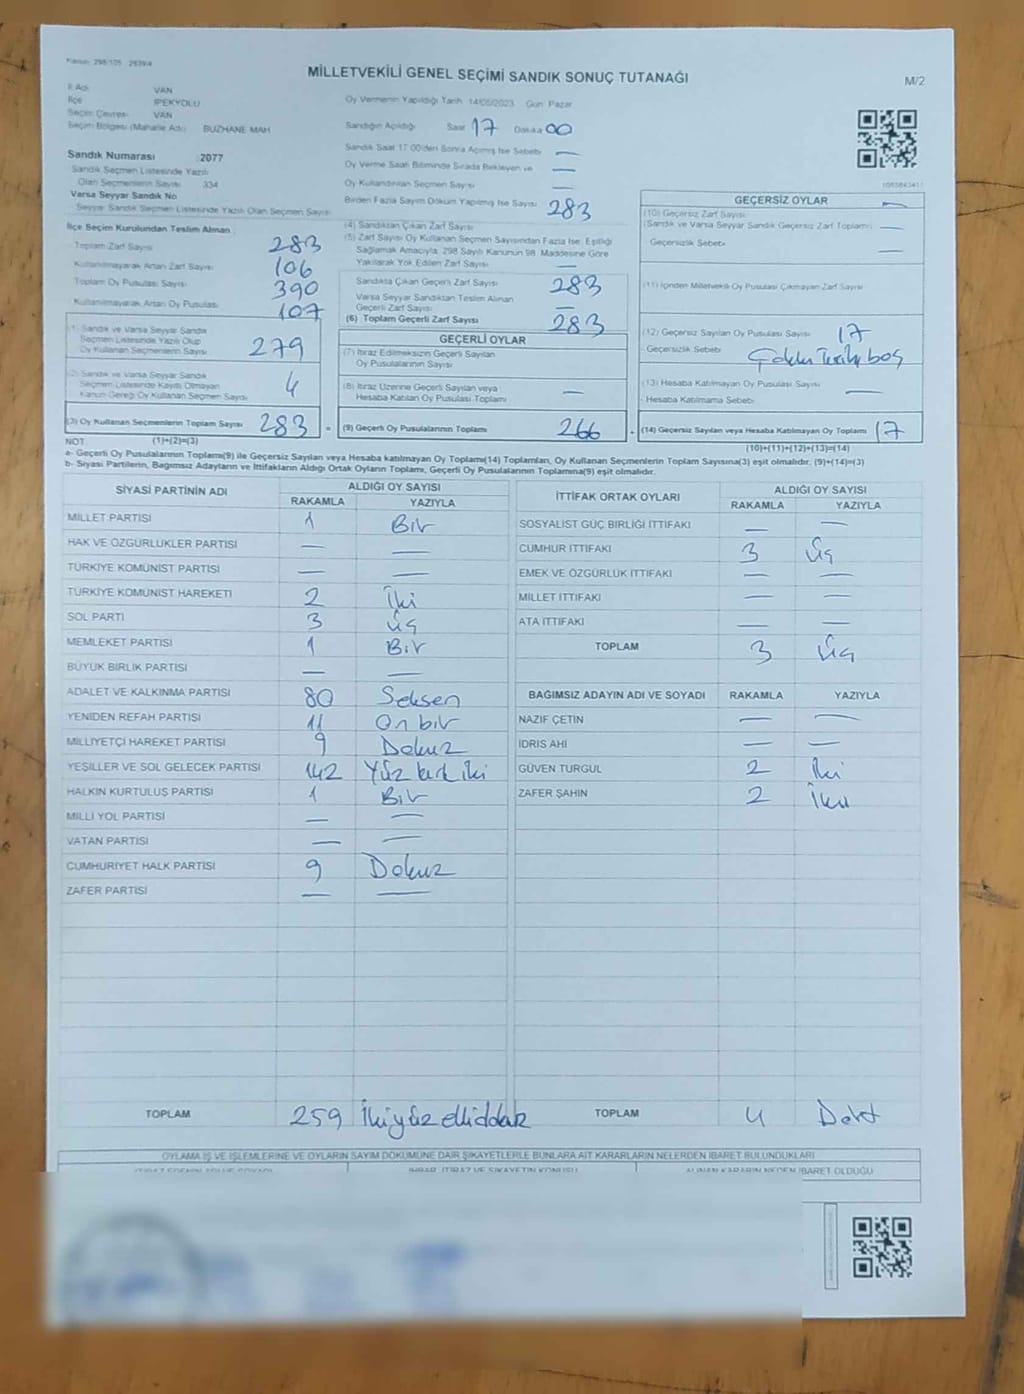 MİLLETVEKİLİ GENEL SEÇİMİ SANDIK SONUÇ TUTANAĞI
M/2
İl Adı VAN
İlçe İPEKYOLU
Seçim Çevresi VAN
Seçim Bölgesi (Mahalle Adı) BUZHANE MAH
Sandık Numarası 2077
Sandık Seçmen Listesinde Yazılı
Olan Seçmenlerin Sayısı 334
Varsa Seyyar Sandık No
Seyyar Sandık Seçmen Listesinde Yazılı Olan Seçmen Sayısı
Oy Vermenin Yapıldığı Tarih 14/05/2023 Gün Pazar
Sandığın Açıldığı Saat 17 Dakika 00
Sandık Saat 17:00'den Sonra Açılmış İse Sebebi —
Oy Verme Saati Bitiminde Sırada Bekleyen ve —
Oy Kullandırılan Seçmen Sayısı —
Birden Fazla Sayım Döküm Yapılmış İse Sayısı
İlçe Seçim Kurulundan Teslim Alınan
Toplam Zarf Sayısı 283
Kullanılmayarak Artan Zarf Sayısı 106
Toplam Oy Pusulası Sayısı 390
Kullanılmayarak Artan Oy Pusulası 107
(1) Sandık ve Varsa Seyyar Sandık
Seçmen Listesinde Yazılı Olup
Oy Kullanan Seçmenlerin Sayısı 279
(2) Sandık ve Varsa Seyyar Sandık
Seçmen Listesinde Kayıtlı Olmayan
Kanun Gereği Oy Kullanan Seçmen Sayısı 4
(3) Oy Kullanan Seçmenlerin Toplam Sayısı 283
(1)+(2)=(3)
(4) Sandıktan Çıkan Zarf Sayısı 283
(5) Zarf Sayısı Oy Kullanan Seçmen Sayısından Fazla İse, Eşitliği
Sağlamak Amacıyla, 298 Sayılı Kanunun 98. Maddesine Göre
Yakılarak Yok Edilen Zarf Sayısı —
Sandıkta Çıkan Geçerli Zarf Sayısı 283
Varsa Seyyar Sandıktan Teslim Alınan
Geçerli Zarf Sayısı —
(6) Toplam Geçerli Zarf Sayısı 283
GEÇERLİ OYLAR
(7) İtiraz Edilmeksizin Geçerli Sayılan
Oy Pusulalarının Sayısı
(8) İtiraz Üzerine Geçerli Sayılan veya
Hesaba Katılan Oy Pusulası Toplamı —
(9) Geçerli Oy Pusulalarının Toplamı 266
GEÇERSİZ OYLAR
(10) Geçersiz Zarf Sayısı —
(Sandık ve Varsa Seyyar Sandık Geçersiz Zarf Toplamı) —
Geçersizlik Sebebi —
(11) İçinden Milletvekili Oy Pusulası Çıkmayan Zarf Sayısı
(12) Geçersiz Sayılan Oy Pusulası Sayısı 17
Geçersizlik Sebebi boş
(13) Hesaba Katılmayan Oy Pusulası Sayısı —
Hesaba Katılmama Sebebi
(14) Geçersiz Sayılan veya Hesaba Katılmayan Oy Toplamı 17
(10)+(11)+(12)+(13)=(14)
NOT
a- Geçerli Oy Pusulalarının Toplamı(9) ile Geçersiz Sayılan veya Hesaba katılmayan Oy Toplamı(14) Toplamları, Oy Kullanan Seçmenlerin Toplam Sayısına(3) eşit olmalıdır. (9)+(14)=(3)
b- Siyasi Partilerin, Bağımsız Adayların ve İttifakların Aldığı Ortak Oyların Toplamı, Geçerli Oy Pusulalarının Toplamına(9) eşit olmalıdır.
SİYASİ PARTİNİN ADI ALDIĞI OY SAYISI
RAKAMLA YAZIYLA
MİLLET PARTİSİ 1 Bir
HAK VE ÖZGÜRLÜKLER PARTİSİ — —
TÜRKİYE KOMÜNİST PARTİSİ — —
TÜRKİYE KOMÜNİST HAREKETİ 2 İki
SOL PARTİ 3 Üç
MEMLEKET PARTİSİ 1 Bir
BÜYÜK BİRLİK PARTİSİ — —
ADALET VE KALKINMA PARTİSİ 80 Seksen
YENİDEN REFAH PARTİSİ 11 On bir
MİLLİYETÇİ HAREKET PARTİSİ 9 Dokuz
YEŞİLLER VE SOL GELECEK PARTİSİ 142 Yüz kırk iki
HALKIN KURTULUŞ PARTİSİ 1 Bir
MİLLİ YOL PARTİSİ — —
VATAN PARTİSİ — —
CUMHURİYET HALK PARTİSİ 9 Dokuz
ZAFER PARTİSİ — —
TOPLAM 259
İTTİFAK ORTAK OYLARI ALDIĞI OY SAYISI
RAKAMLA YAZIYLA
SOSYALİST GÜÇ BİRLİĞİ İTTİFAKI — —
CUMHUR İTTİFAKI 3 Üç
EMEK VE ÖZGÜRLÜK İTTİFAKI — —
MİLLET İTTİFAKI — —
ATA İTTİFAKI — —
TOPLAM 3 Üç
BAĞIMSIZ ADAYIN ADI VE SOYADI RAKAMLA YAZIYLA
NAZİF ÇETİN — —
İDRİS AHİ — —
GÜVEN TURGUL 2 İki
ZAFER ŞAHİN 2 İki
TOPLAM 4 Dört
OYLAMA İŞ VE İŞLEMLERİNE VE OYLARIN SAYIM DÖKÜMÜNE DAİR ŞİKAYETLERLE BUNLARA AİT KARARLARIN NELERDEN İBARET BULUNDUKLARI
İHBAR, İTİRAZ VE ŞİKAYETİN KONUSU
ALINAN KARARIN NEDEN İBARET OLDUĞU